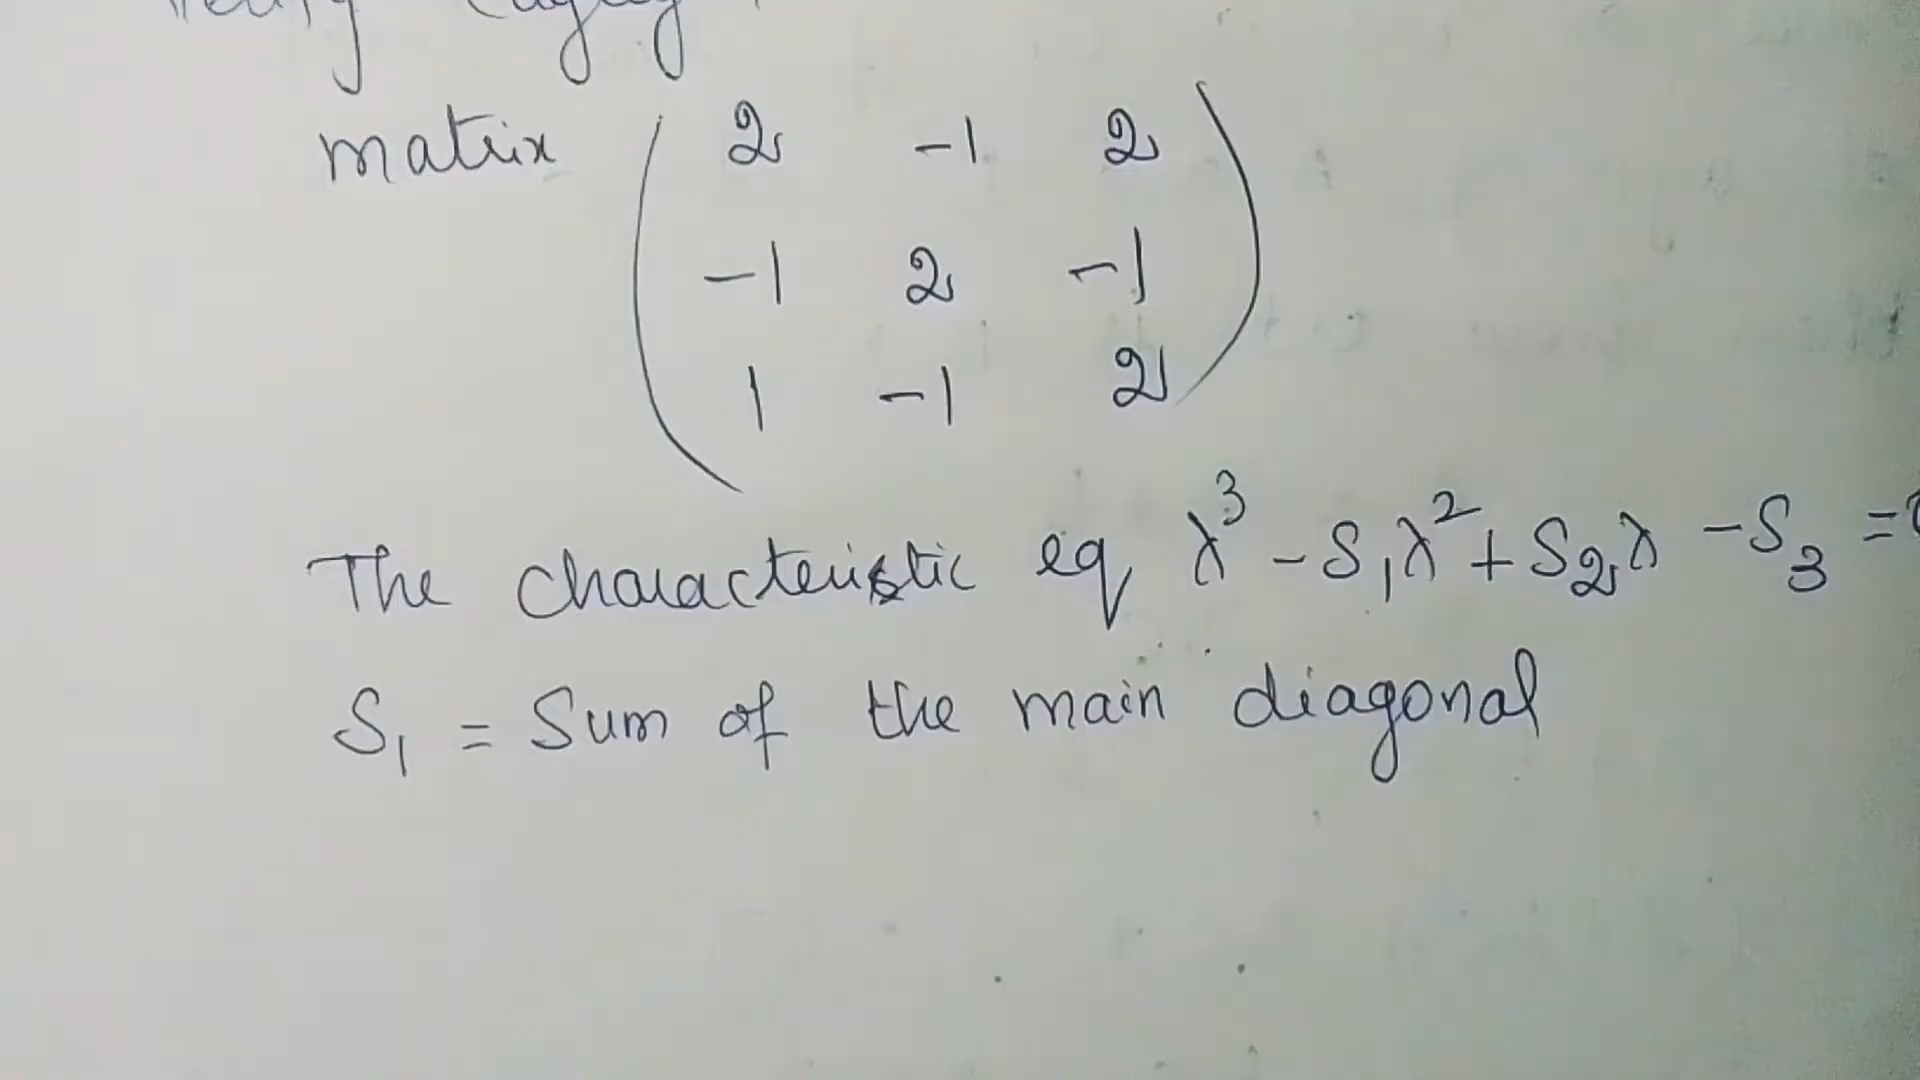 matrix ( 2 -1 2
-1 2 -1
1 -1 2 )
The characteristic eq λ³ - S₁λ² + S₂λ - S₃ =
S₁ = Sum of the main diagonal